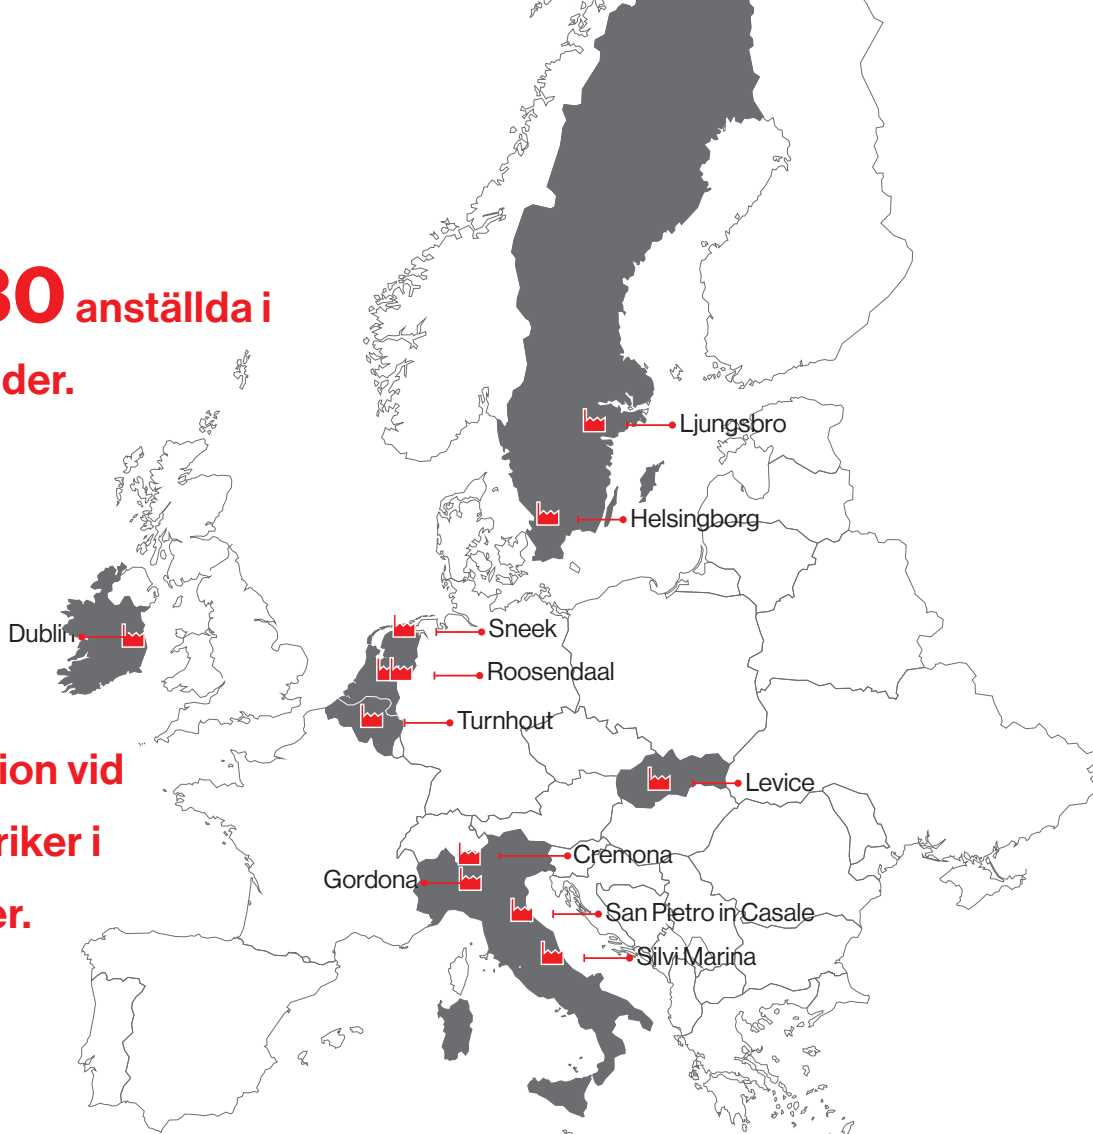 30 anställda i
der.
Ljungsbro
Helsingborg
Sneek
Dublin
Roosendaal
Turnhout
ion vid
Levice
riker i
Cremona
Gordona
er.
San Pietro in Casale
Silvi Marina